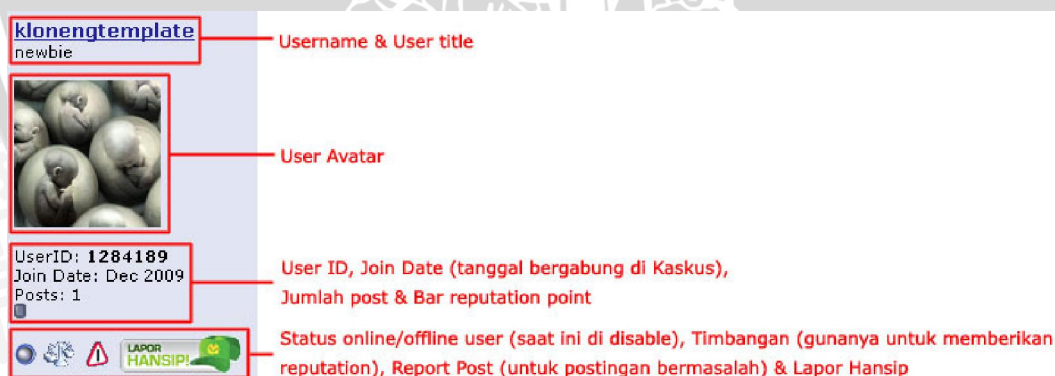 klonengtemplate
newbie
Username & User title
User Avatar
UserID: 1284189
Join Date: Dec 2009
Posts: 1
User ID, Join Date (tanggal bergabung di Kaskus),
Jumlah post & Bar reputation point
LAPOR
HANSIP!
Status online/offline user (saat ini di disable), Timbangan (gunanya untuk memberikan
reputation), Report Post (untuk postingan bermasalah) & Lapor Hansip